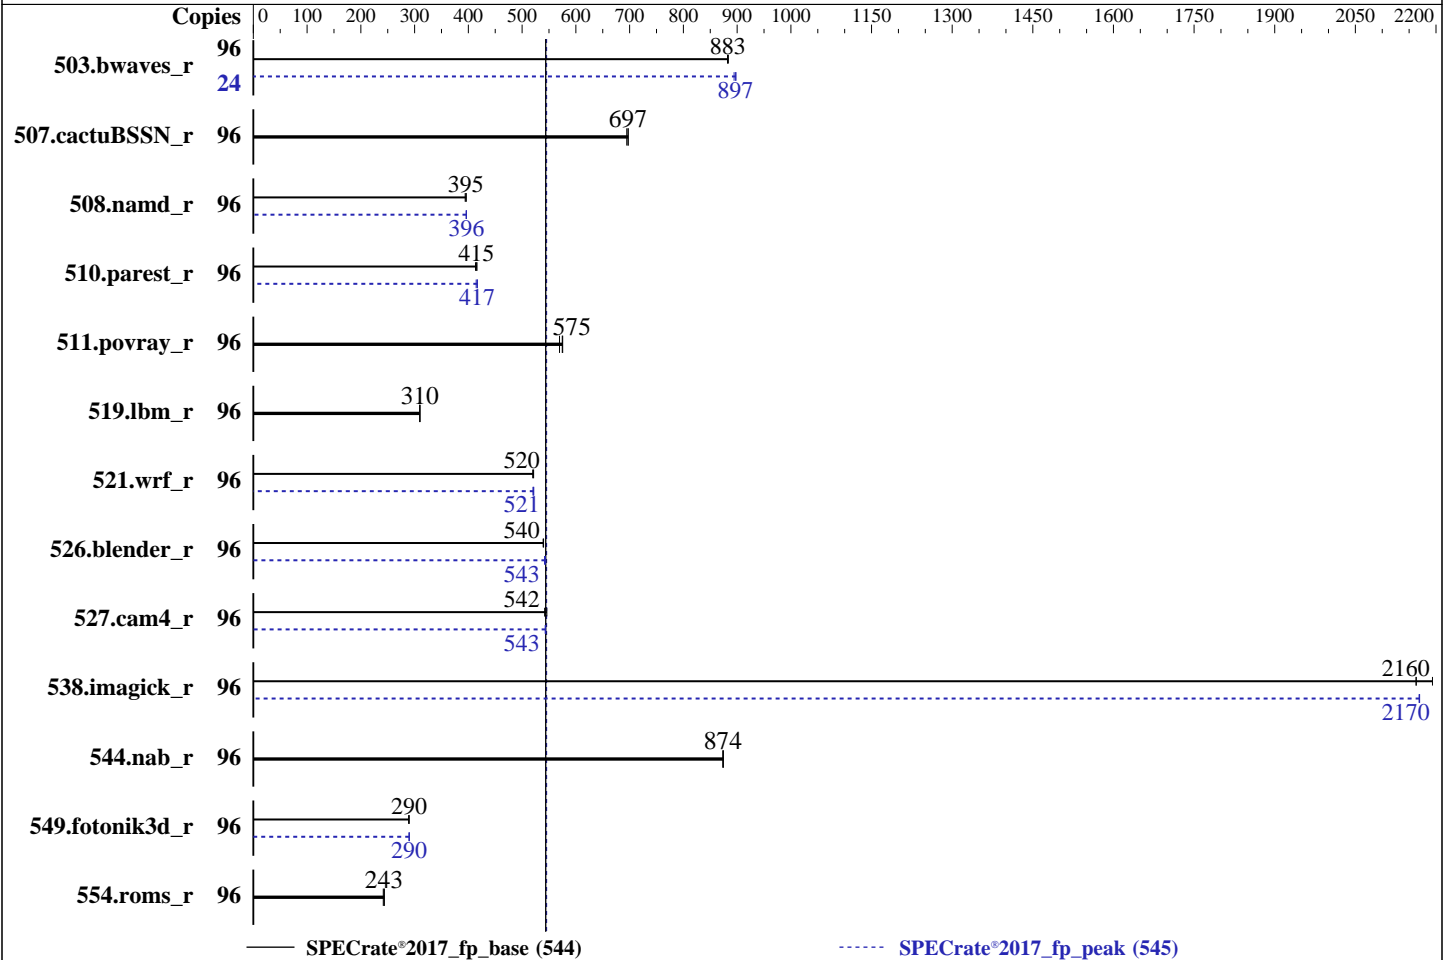 Copies 0 100 200 300 400 500 600 700 800 900 1000 1150 1300 1450 1600 1750 1900 2050 2200
503.bwaves_r 96 883
24 897
507.cactuBSSN_r 96 697
508.namd_r 96 395
396
510.parest_r 96 415
417
511.povray_r 96 575
519.lbm_r 96 310
521.wrf_r 96 520
521
526.blender_r 96 540
543
527.cam4_r 96 542
543
538.imagick_r 96 2160
2170
544.nab_r 96 874
549.fotonik3d_r 96 290
290
554.roms_r 96 243
SPECrate®2017_fp_base (544) SPECrate®2017_fp_peak (545)